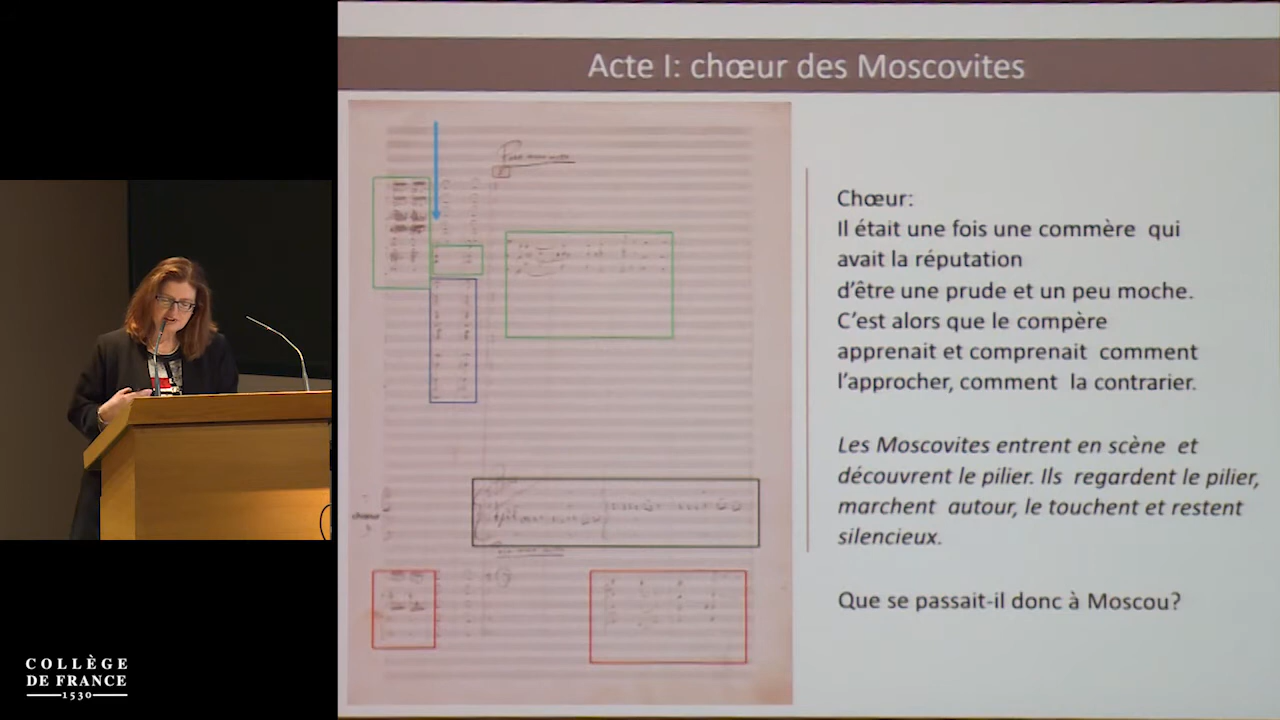 Acte I: chœur des Moscovites
Chœur:
Il était une fois une commère qui
avait la réputation
d'être une prude et un peu moche.
C'est alors que le compère
apprenait et comprenait comment
l'approcher, comment la contrarier.
Les Moscovites entrent en scène et
découvrent le pilier. Ils regardent le pilier,
marchent autour, le touchent et restent
silencieux.
Que se passait-il donc à Moscou?
chœur
COLLÈGE
DE FRANCE
1530